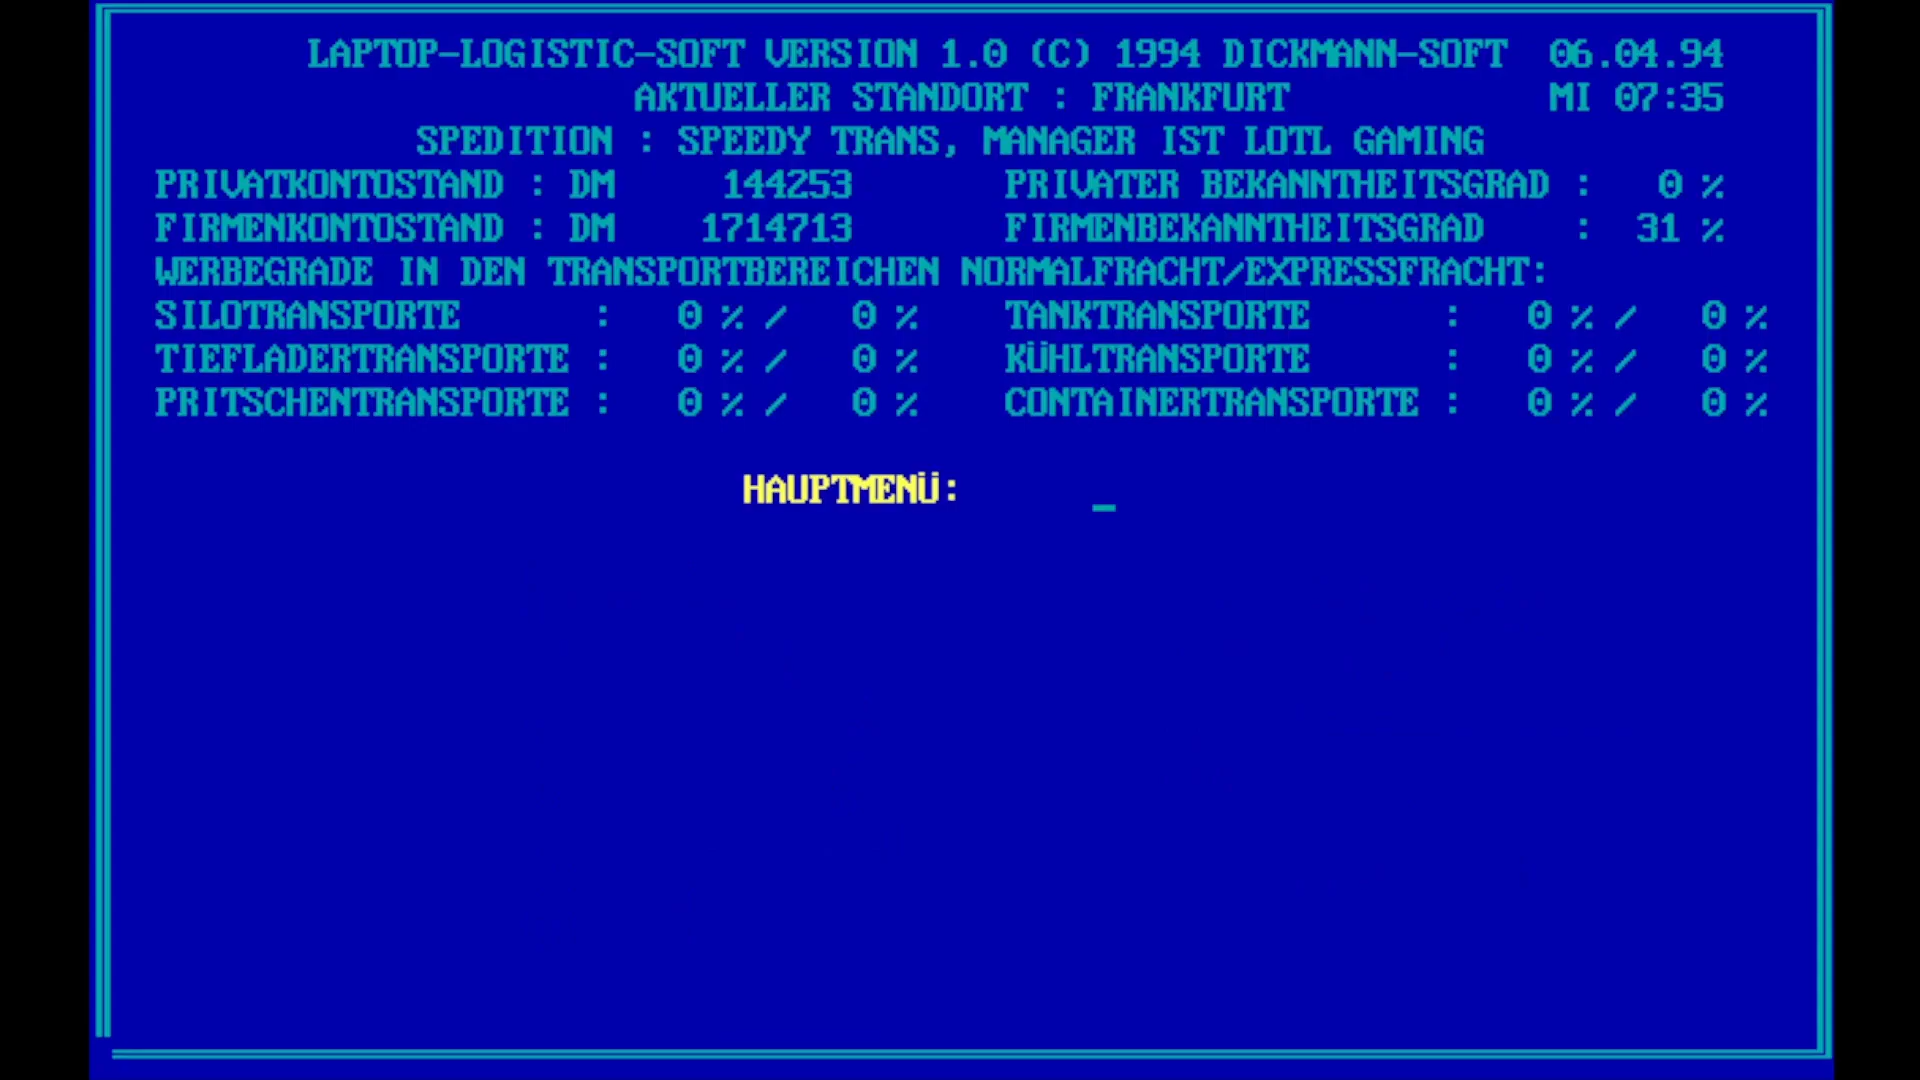 LAPTOP-LOGISTIC-SOFT VERSION 1.0 (C) 1994 DICKMANN-SOFT 06.04.94
AKTUELLER STANDORT : FRANKFURT MI 07:35
SPEDITION : SPEEDY TRANS, MANAGER IST LOTL GAMING
PRIVATKONTOSTAND : DM 144253 PRIVATER BEKANNTHEITSGRAD : 0 %
FIRMENKONTOSTAND : DM 1714713 FIRMENBEKANNTHEITSGRAD : 31 %
WERBEGRADE IN DEN TRANSPORTBEREICHEN NORMALFRACHT/EXPRESSFRACHT:
SILOTRANSPORTE : 0 % / 0 % TANKTRANSPORTE : 0 % / 0 %
TIEFLADERTRANSPORTE : 0 % / 0 % KÜHLTRANSPORTE : 0 % / 0 %
PRITSCHENTRANSPORTE : 0 % / 0 % CONTAINERTRANSPORTE : 0 % / 0 %
HAUPTMENÜ: _